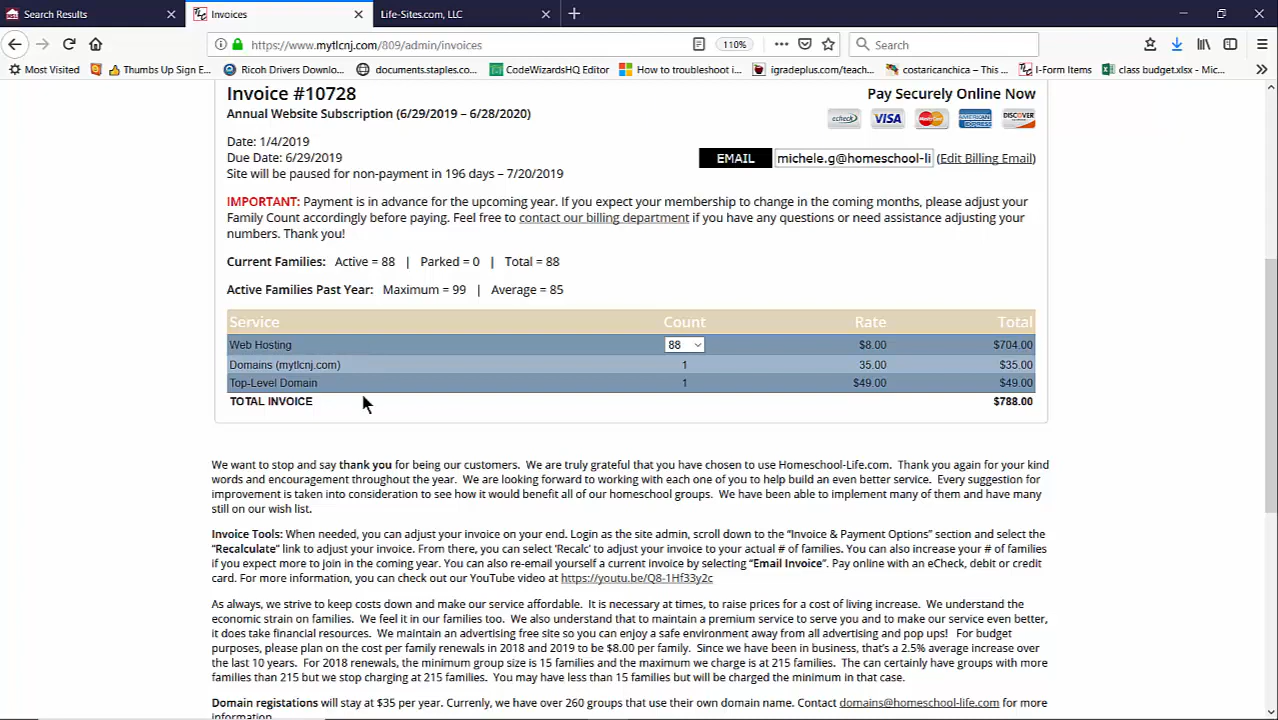 Search Results
Invoices
Life-Sites.com, LLC
https://www.mytlcnj.com/809/admin/invoices
110%
Search
Most Visited
Thumbs Up Sign E...
Ricoh Drivers Downlo...
documents.staples.co...
CodeWizardsHQ Editor
How to troubleshoot i...
igradeplus.com/teach...
costaricanchica – This ...
I-Form Items
class budget.xlsx - Mic...
Invoice #10728
Pay Securely Online Now
Annual Website Subscription (6/29/2019 – 6/28/2020)
echeck VISA MasterCard AMERICAN EXPRESS DISCOVER
Date: 1/4/2019
Due Date: 6/29/2019
EMAIL michele.g@homeschool-li (Edit Billing Email)
Site will be paused for non-payment in 196 days – 7/20/2019
IMPORTANT: Payment is in advance for the upcoming year. If you expect your membership to change in the coming months, please adjust your
Family Count accordingly before paying. Feel free to contact our billing department if you have any questions or need assistance adjusting your
numbers. Thank you!
Current Families: Active = 88 | Parked = 0 | Total = 88
Active Families Past Year: Maximum = 99 | Average = 85
Service Count Rate Total
Web Hosting 88 $8.00 $704.00
Domains (mytlcnj.com) 1 35.00 $35.00
Top-Level Domain 1 $49.00 $49.00
TOTAL INVOICE $788.00
We want to stop and say thank you for being our customers. We are truly grateful that you have chosen to use Homeschool-Life.com. Thank you again for your kind
words and encouragement throughout the year. We are looking forward to working with each one of you to help build an even better service. Every suggestion for
improvement is taken into consideration to see how it would benefit all of our homeschool groups. We have been able to implement many of them and have many
still on our wish list.
Invoice Tools: When needed, you can adjust your invoice on your end. Login as the site admin, scroll down to the “Invoice & Payment Options” section and select the
“Recalculate” link to adjust your invoice. From there, you can select ‘Recalc’ to adjust your invoice to your actual # of families. You can also increase your # of families
if you expect more to join in the coming year. You can also re-email yourself a current invoice by selecting “Email Invoice”. Pay online with an eCheck, debit or credit
card. For more information, you can check out our YouTube video at https://youtu.be/Q8-1Hf33y2c
As always, we strive to keep costs down and make our service affordable. It is necessary at times, to raise prices for a cost of living increase. We understand the
economic strain on families. We feel it in our families too. We also understand that to maintain a premium service to serve you and to make our service even better,
it does take financial resources. We maintain an advertising free site so you can enjoy a safe environment away from all advertising and pop ups! For budget
purposes, please plan on the cost per family renewals in 2018 and 2019 to be $8.00 per family. Since we have been in business, that’s a 2.5% average increase over
the last 10 years. For 2018 renewals, the minimum group size is 15 families and the maximum we charge is at 215 families. The can certainly have groups with more
families than 215 but we stop charging at 215 families. You may have less than 15 families but will be charged the minimum in that case.
Domain registrations will stay at $35 per year. Currenly, we have over 260 groups that use their own domain name. Contact domains@homeschool-life.com for more
information.